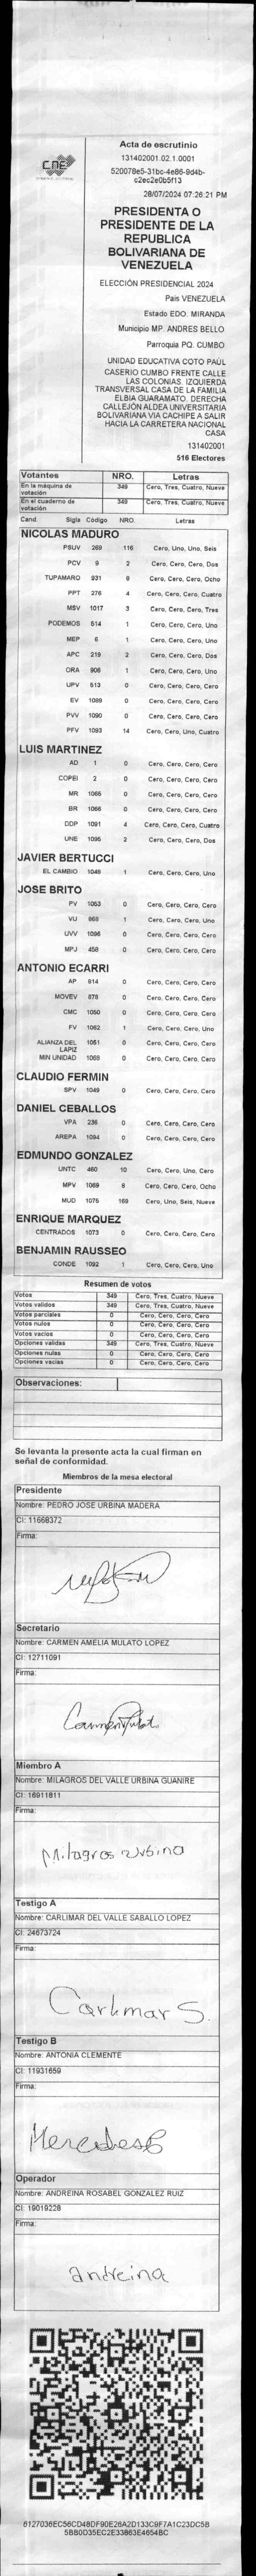 CNE
Acta de escrutinio
131402001.02.1.0001
520078e5-31bc-4e86-9d4b-
c2ec2e0b5f13
28/07/2024 07:26:21 PM
PRESIDENTA O
PRESIDENTE DE LA
REPUBLICA
BOLIVARIANA DE
VENEZUELA
ELECCIÓN PRESIDENCIAL 2024
País VENEZUELA
Estado EDO. MIRANDA
Municipio MP. ANDRES BELLO
Parroquia PQ. CUMBO
UNIDAD EDUCATIVA COTO PAÚL
CASERIO CUMBO FRENTE CALLE
LAS COLONIAS. IZQUIERDA
TRANSVERSAL CASA DE LA FAMILIA
ELBIA GUARAMATO. DERECHA
CALLEJÓN ALDEA UNIVERSITARIA
BOLIVARIANA VIA CACHIPE A SALIR
HACIA LA CARRETERA NACIONAL
CASA
131402001
516 Electores
Votantes NRO. Letras
En la máquina de votación 349 Cero, Tres, Cuatro, Nueve
En el cuaderno de votación 349 Cero, Tres, Cuatro, Nueve
Cand. Sigla Código NRO. Letras
NICOLAS MADURO
PSUV 269 116 Cero, Uno, Uno, Seis
PCV 9 2 Cero, Cero, Cero, Dos
TUPAMARO 931 8 Cero, Cero, Cero, Ocho
PPT 276 4 Cero, Cero, Cero, Cuatro
MSV 1017 3 Cero, Cero, Cero, Tres
PODEMOS 514 1 Cero, Cero, Cero, Uno
MEP 6 1 Cero, Cero, Cero, Uno
APC 219 2 Cero, Cero, Cero, Dos
ORA 908 1 Cero, Cero, Cero, Uno
UPV 513 0 Cero, Cero, Cero, Cero
EV 1089 0 Cero, Cero, Cero, Cero
PVV 1090 0 Cero, Cero, Cero, Cero
PFV 1093 14 Cero, Cero, Uno, Cuatro
LUIS MARTINEZ
AD 1 0 Cero, Cero, Cero, Cero
COPEI 2 0 Cero, Cero, Cero, Cero
MR 1065 0 Cero, Cero, Cero, Cero
BR 1066 0 Cero, Cero, Cero, Cero
DDP 1091 4 Cero, Cero, Cero, Cuatro
UNE 1095 2 Cero, Cero, Cero, Dos
JAVIER BERTUCCI
EL CAMBIO 1048 1 Cero, Cero, Cero, Uno
JOSE BRITO
PV 1053 0 Cero, Cero, Cero, Cero
VU 868 1 Cero, Cero, Cero, Uno
UVV 1096 0 Cero, Cero, Cero, Cero
MPJ 458 0 Cero, Cero, Cero, Cero
ANTONIO ECARRI
AP 814 0 Cero, Cero, Cero, Cero
MOVEV 878 0 Cero, Cero, Cero, Cero
CMC 1050 0 Cero, Cero, Cero, Cero
FV 1062 1 Cero, Cero, Cero, Uno
ALIANZA DEL LAPIZ 1051 0 Cero, Cero, Cero, Cero
MIN UNIDAD 1068 0 Cero, Cero, Cero, Cero
CLAUDIO FERMIN
SPV 1049 0 Cero, Cero, Cero, Cero
DANIEL CEBALLOS
VPA 236 0 Cero, Cero, Cero, Cero
AREPA 1094 0 Cero, Cero, Cero, Cero
EDMUNDO GONZALEZ
UNTC 460 10 Cero, Cero, Uno, Cero
MPV 1069 8 Cero, Cero, Cero, Ocho
MUD 1075 169 Cero, Uno, Seis, Nueve
ENRIQUE MARQUEZ
CENTRADOS 1073 0 Cero, Cero, Cero, Cero
BENJAMIN RAUSSEO
CONDE 1092 1 Cero, Cero, Cero, Uno
Resumen de votos
Votos 349 Cero, Tres, Cuatro, Nueve
Votos validos 349 Cero, Tres, Cuatro, Nueve
Votos parciales 0 Cero, Cero, Cero, Cero
Votos nulos 0 Cero, Cero, Cero, Cero
Votos vacios 0 Cero, Cero, Cero, Cero
Opciones validas 349 Cero, Tres, Cuatro, Nueve
Opciones nulas 0 Cero, Cero, Cero, Cero
Opciones vacias 0 Cero, Cero, Cero, Cero
Observaciones:
Se levanta la presente acta la cual firman en
señal de conformidad.
Miembros de la mesa electoral
Presidente
Nombre: PEDRO JOSE URBINA MADERA
CI: 11668372
Firma:
Secretario
Nombre: CARMEN AMELIA MULATO LOPEZ
CI: 12711091
Firma:
Miembro A
Nombre: MILAGROS DEL VALLE URBINA GUANIRE
CI: 16911811
Firma:
Milagros urbina
Testigo A
Nombre: CARLIMAR DEL VALLE SABALLO LOPEZ
CI: 24673724
Firma:
Carlimar S.
Testigo B
Nombre: ANTONIA CLEMENTE
CI: 11931659
Firma:
Operador
Nombre: ANDREINA ROSABEL GONZALEZ RUIZ
CI: 19019228
Firma:
andreina
6127036EC56CD48DF90E26A2D133C9F7A1C23DC5B
5BB0D35EC2E33863E4654BC